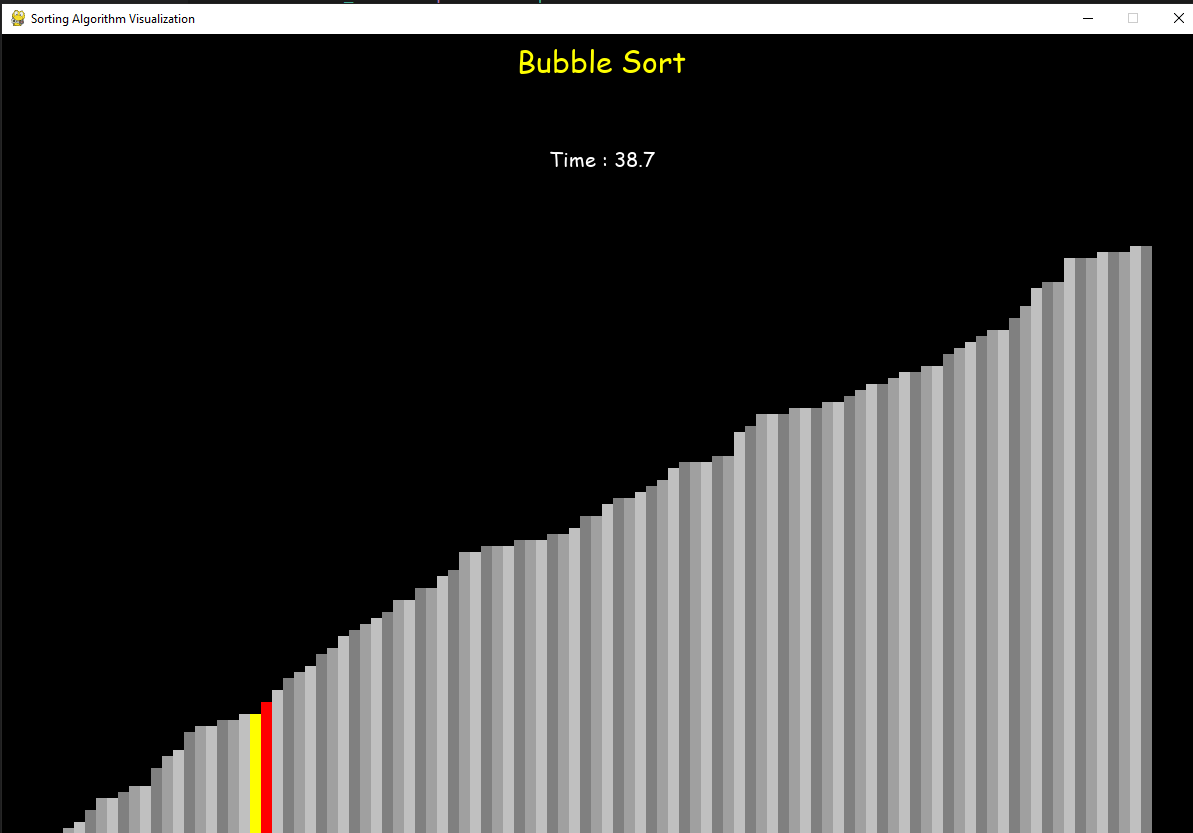 Sorting Algorithm Visualization
Bubble Sort
Time : 38.7